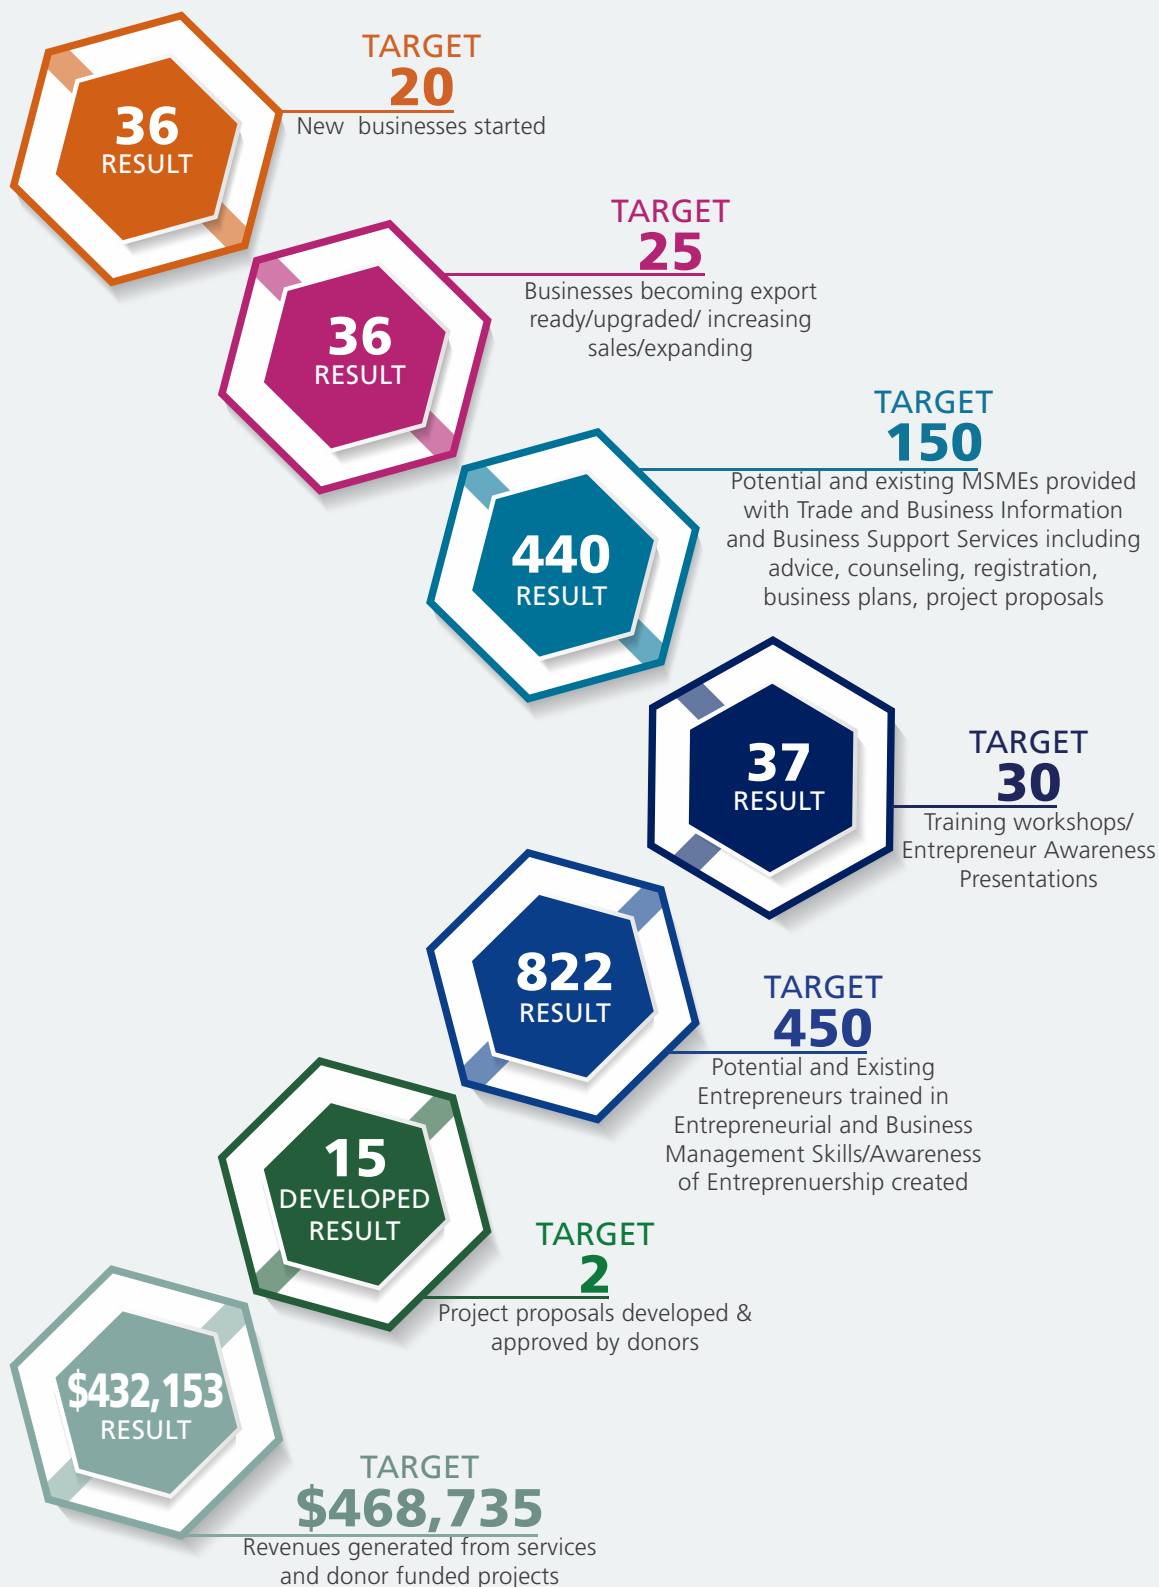 TARGET
20
New businesses started
36
RESULT
TARGET
25
Businesses becoming export
ready/upgraded/ increasing
sales/expanding
36
RESULT
TARGET
150
Potential and existing MSMEs provided
with Trade and Business Information
and Business Support Services including
advice, counseling, registration,
business plans, project proposals
440
RESULT
TARGET
30
Training workshops/
Entrepreneur Awareness
Presentations
37
RESULT
TARGET
450
Potential and Existing
Entrepreneurs trained in
Entrepreneurial and Business
Management Skills/Awareness
of Entreprenuership created
822
RESULT
TARGET
2
Project proposals developed &
approved by donors
15
DEVELOPED
RESULT
TARGET
$468,735
Revenues generated from services
and donor funded projects
$432,153
RESULT